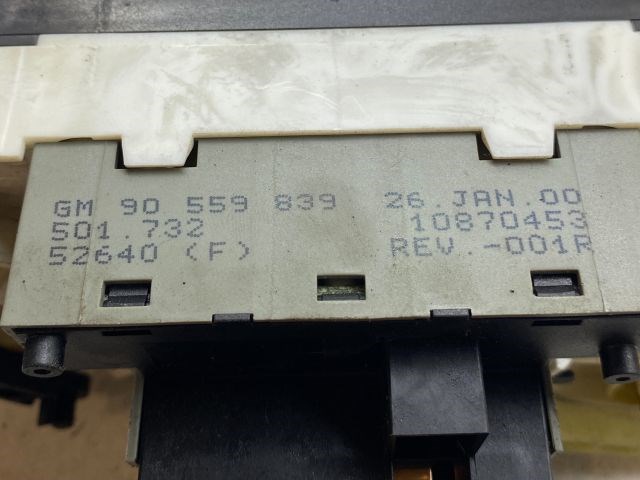 GM 90 559 839 26.JAN.00
501.732 10870453
52640 (F) REV.-001R